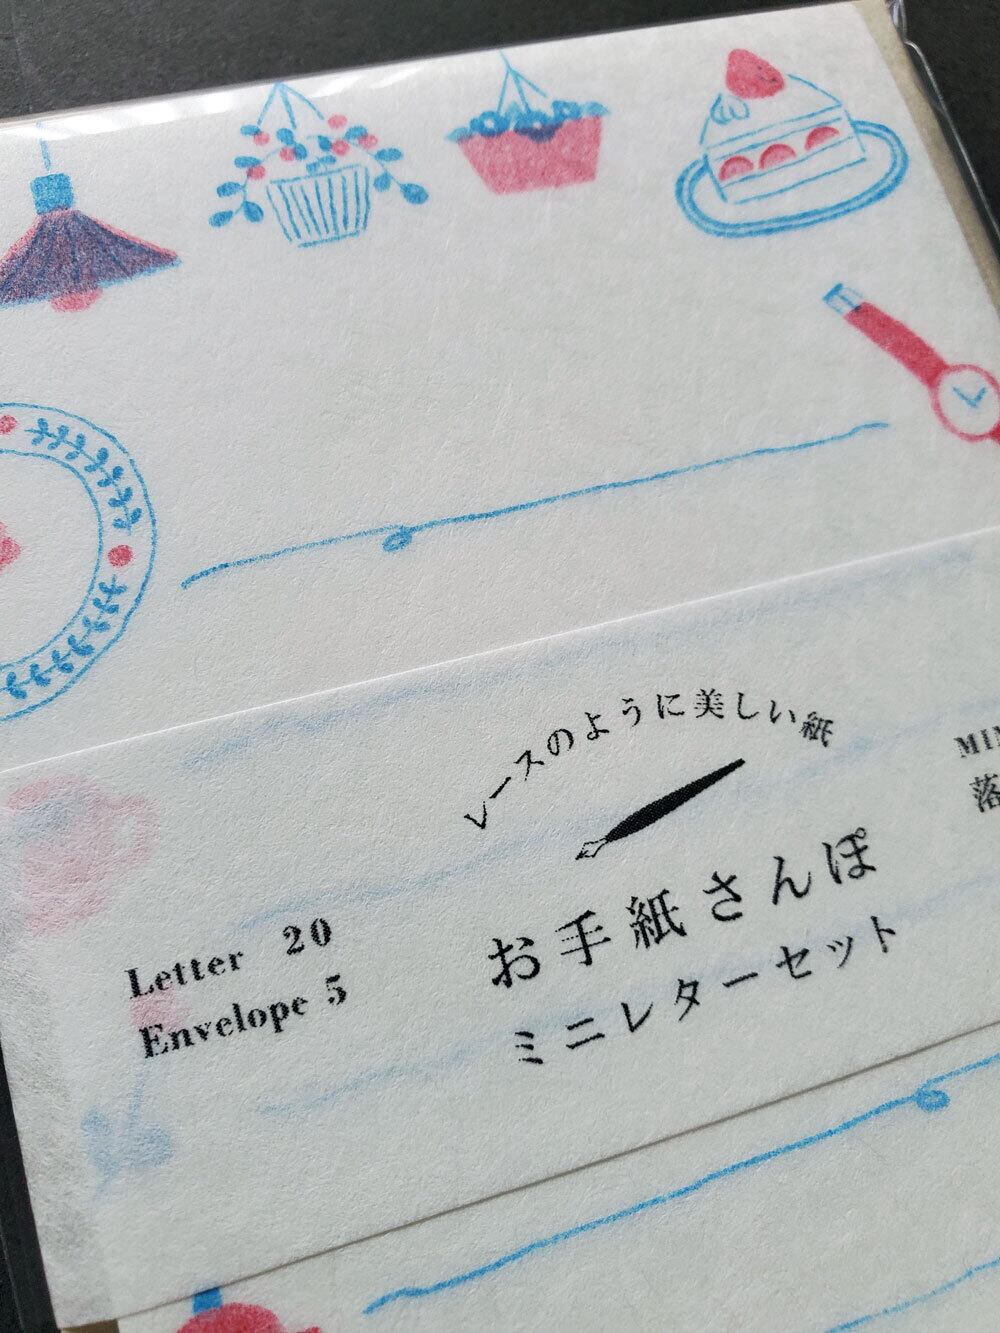 レースのように美しい紙
お手紙さんぽ
ミニレターセット
Letter 20
Envelope 5
落